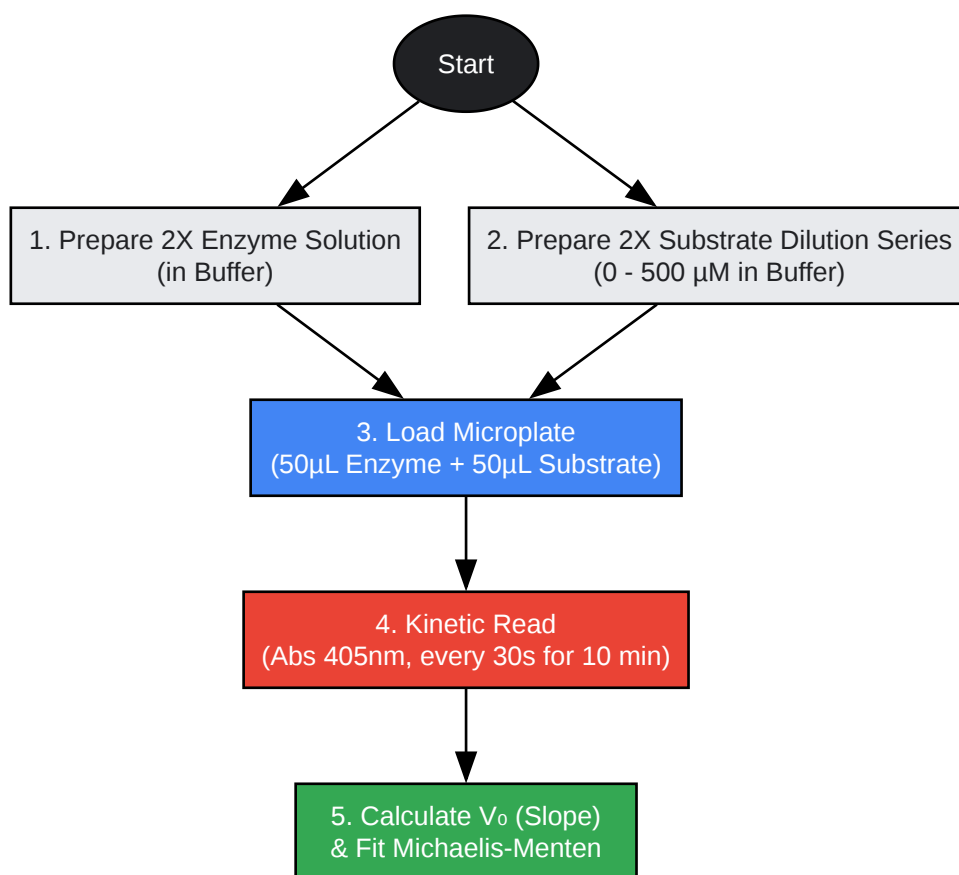 Start
1. Prepare 2X Enzyme Solution
(in Buffer)
2. Prepare 2X Substrate Dilution Series
(0 - 500 µM in Buffer)
3. Load Microplate
(50µL Enzyme + 50µL Substrate)
4. Kinetic Read
(Abs 405nm, every 30s for 10 min)
5. Calculate V₀ (Slope)
& Fit Michaelis-Menten